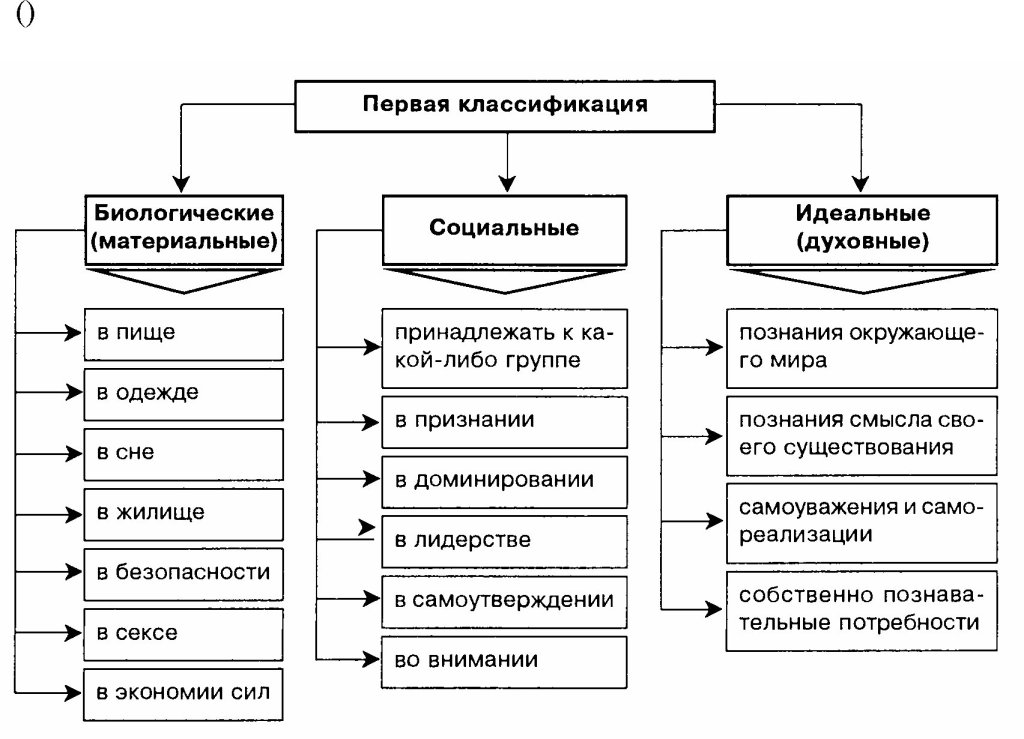 ()
Первая классификация
Биологические
(материальные)
в пище
в одежде
в сне
в жилище
в безопасности
в сексе
в экономии сил
Социальные
принадлежать к ка-
кой-либо группе
в признании
в доминировании
в лидерстве
в самоутверждении
во внимании
Идеальные
(духовные)
познания окружающе-
го мира
познания смысла сво-
его существования
самоуважения и само-
реализации
собственно познава-
тельные потребности